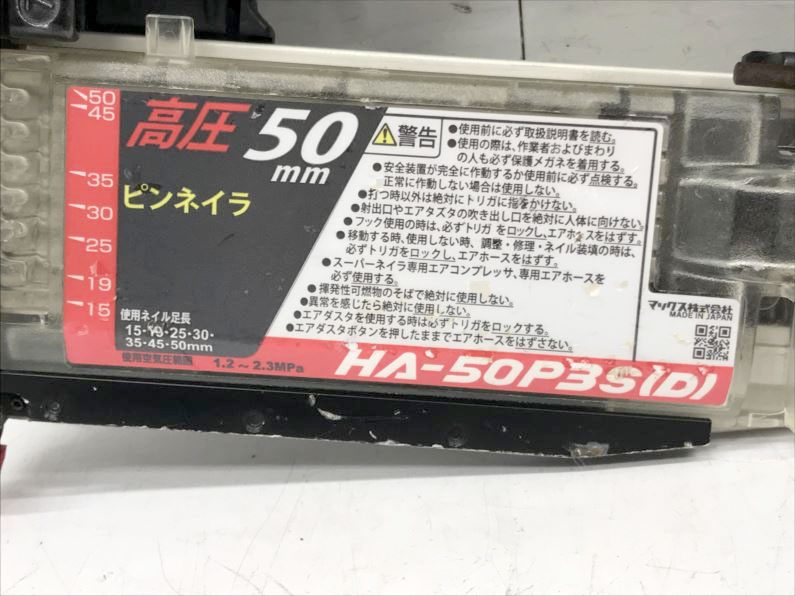 50
45
35
30
25
19
15
高圧 50mm
ピンネイラ
使用ネイル足長
15・19・25・30・
35・45・50mm
使用空気圧範囲 1.2～2.3MPa
警告
●使用前に必ず取扱説明書を読む。
●使用の際は、作業者およびまわり
の人も必ず保護メガネを着用する。
●安全装置が完全に作動するか使用前に必ず点検する。
正常に作動しない場合は使用しない。
●打つ時以外は絶対にトリガに指をかけない。
●射出口やエアダスタの吹き出し口を絶対に人体に向けない。
●フック使用の時は、必ずトリガをロックし、エアホースをはずす。
●移動する時、使用しない時、調整・修理・ネイル装填の時は、
必ずトリガをロックし、エアホースをはずす。
●スーパーネイラ専用エアコンプレッサ、専用エアホースを
必ず使用する。
●揮発性可燃物のそばで絶対に使用しない。
●異常を感じたら絶対に使用しない。
●エアダスタを使用する時は必ずトリガをロックする。
●エアダスタボタンを押したままでエアホースをはずさない。
マックス株式会社
MADE IN JAPAN
HA-50P3S(D)